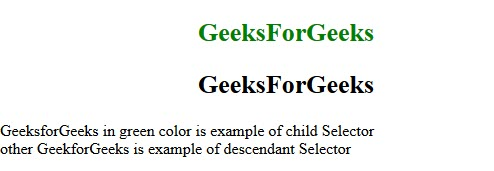 GeeksForGeeks
GeeksForGeeks
GeeksforGeeks in green color is example of child Selector
other GeekforGeeks is example of descendant Selector